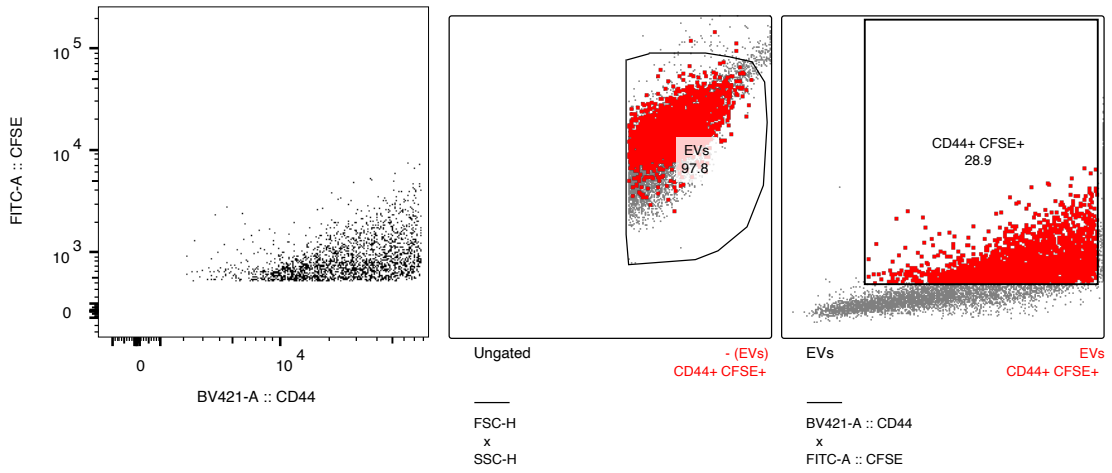 FITC-A :: CFSE
10^5
10^4
10^3
0
0
10^4
BV421-A :: CD44
EVs
97.8
Ungated
- (EVs)
CD44+ CFSE+
FSC-H
x
SSC-H
CD44+ CFSE+
28.9
EVs
EVs
CD44+ CFSE+
BV421-A :: CD44
x
FITC-A :: CFSE